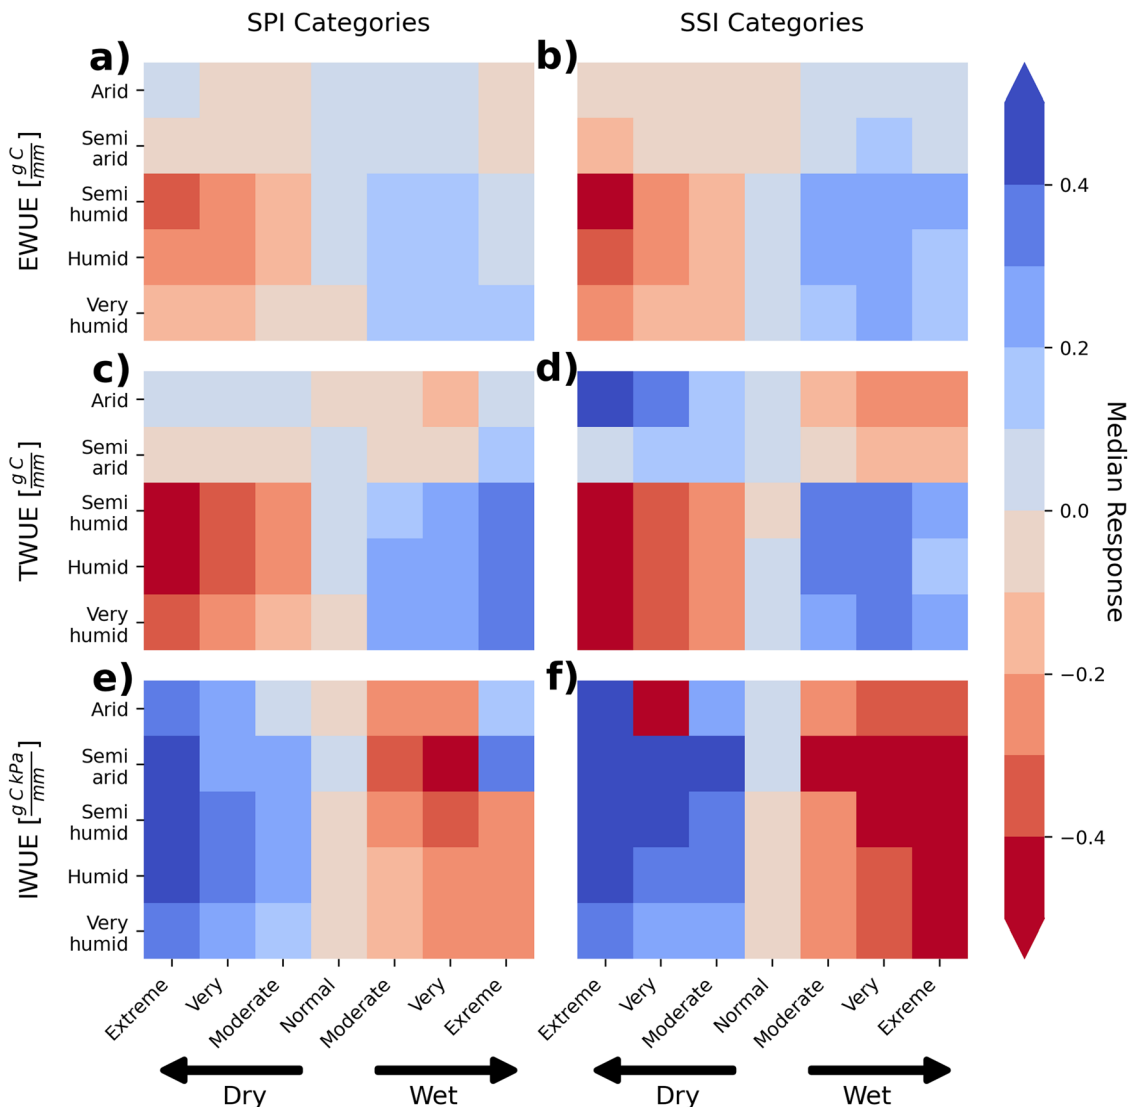 SPI Categories
SSI Categories
a)
b)
Arid
Semi
arid
Semi
humid
Humid
Very
humid
EWUE [g C/mm]
c)
d)
Arid
Semi
arid
Semi
humid
Humid
Very
humid
TWUE [g C/mm]
e)
f)
Arid
Semi
arid
Semi
humid
Humid
Very
humid
IWUE [g C kPa/mm]
Extreme
Very
Moderate
Normal
Moderate
Very
Exreme
Extreme
Very
Moderate
Normal
Moderate
Very
Exreme
Dry
Wet
Dry
Wet
0.4
0.2
0.0
−0.2
−0.4
Median Response